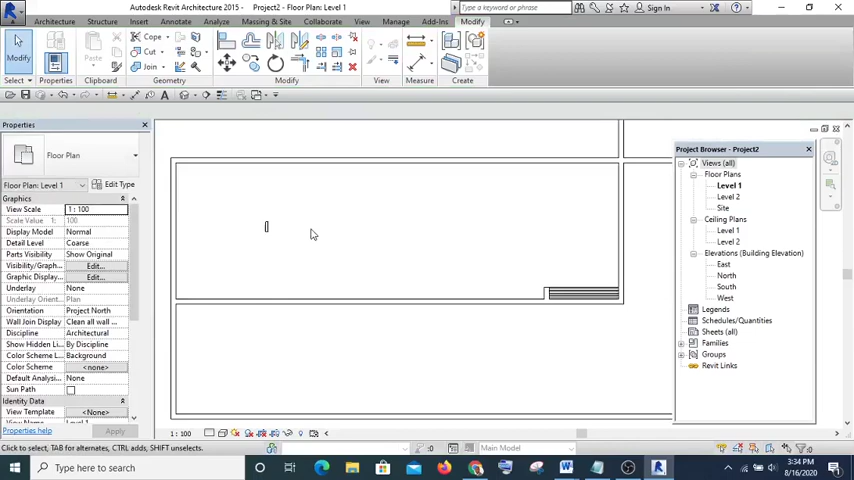 Autodesk Revit Architecture 2015 - Project2 - Floor Plan: Level 1
Type a keyword or phrase
Sign In
Architecture Structure Insert Annotate Analyze Massing & Site Collaborate View Manage Add-Ins Modify
Modify
Cope
Cut
Join
Paste
Select Properties Clipboard Geometry Modify View Measure Create
Properties
Floor Plan
Floor Plan: Level 1
Edit Type
Graphics
View Scale 1 : 100
Scale Value 1: 100
Display Model Normal
Detail Level Coarse
Parts Visibility Show Original
Visibility/Graph... Edit...
Graphic Display... Edit...
Underlay None
Underlay Orien... Plan
Orientation Project North
Wall Join Display Clean all wall ...
Discipline Architectural
Show Hidden Li... By Discipline
Color Scheme L... Background
Color Scheme <none>
Default Analysi... None
Sun Path
Identity Data
View Template <None>
View Name Level 1
Properties help
Apply
Project Browser - Project2
Views (all)
Floor Plans
Level 1
Level 2
Site
Ceiling Plans
Level 1
Level 2
Elevations (Building Elevation)
East
North
South
West
Legends
Schedules/Quantities
Sheets (all)
Families
Groups
Revit Links
1 : 100
Click to select, TAB for alternates, CTRL adds, SHIFT unselects.
:0
Main Model
:0
Type here to search
3:34 PM
8/16/2020